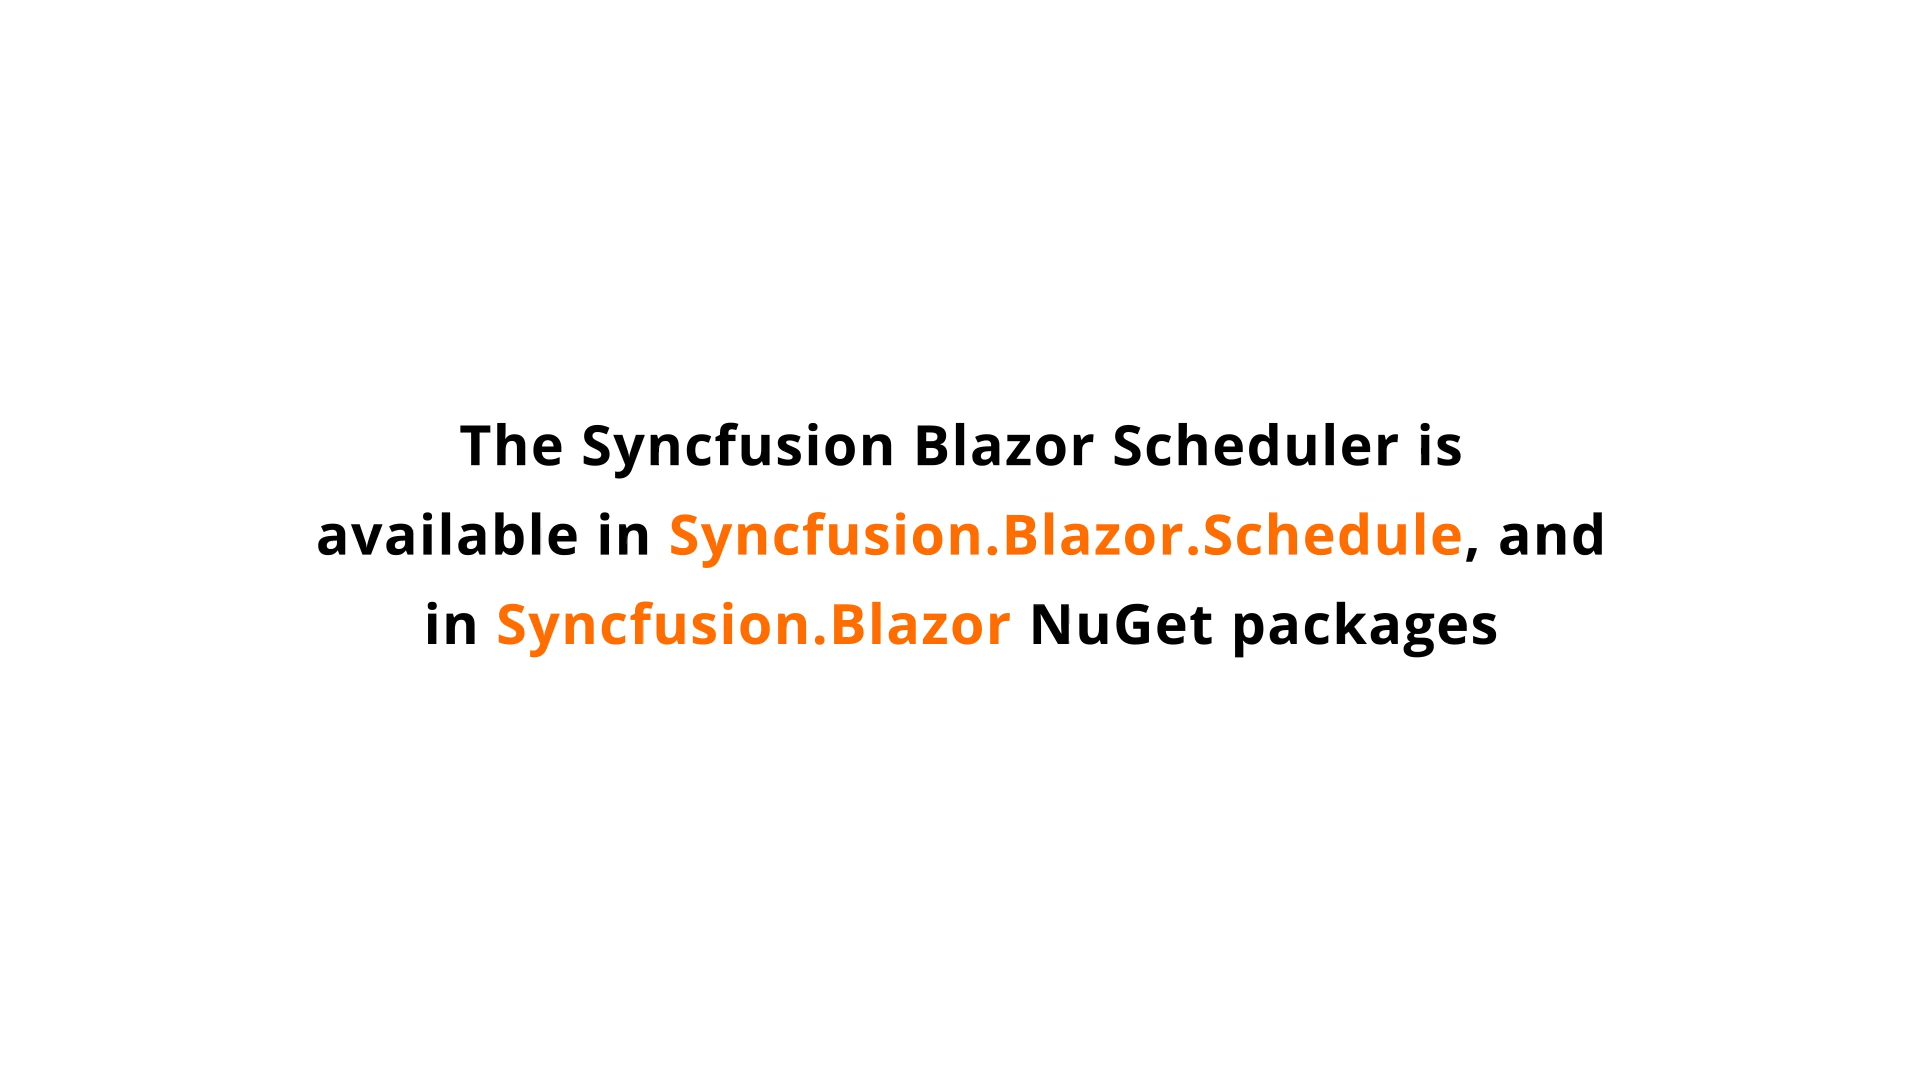 The Syncfusion Blazor Scheduler is
available in Syncfusion.Blazor.Schedule, and
in Syncfusion.Blazor NuGet packages